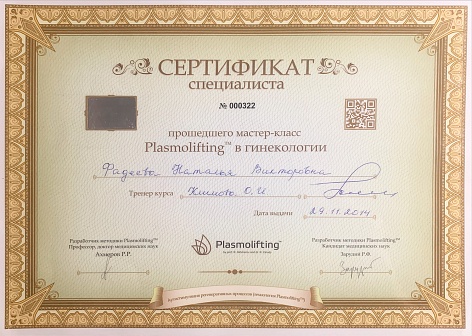 СЕРТИФИКАТ
специалиста
№ 000322
прошедшего мастер-класс
Plasmolifting™ в гинекологии
Фадеева Наталья Викторовна
Тренер курса О. И.
Дата выдачи 29.11.2014
Разработчик методики Plasmolifting™
Профессор, доктор медицинских наук
Ахмеров Р.Р.
Plasmolifting™
Разработчик методики Plasmolifting™
Кандидат медицинских наук
Зарудий Р.Ф.